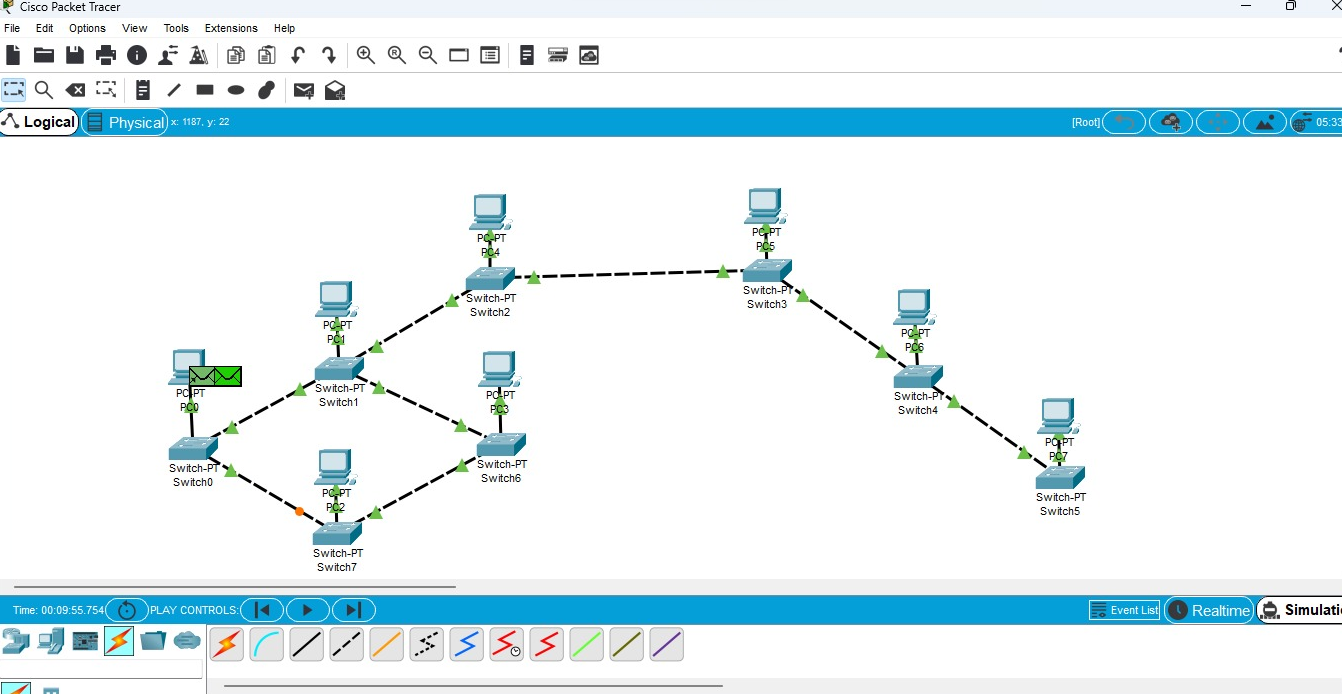 Cisco Packet Tracer
File Edit Options View Tools Extensions Help
Logical Physical x: 1187, y: 22 [Root] 05:33
PC-PT
PC4
Switch-PT
Switch2
PC-PT
PC5
Switch-PT
Switch3
PC-PT
PC1
Switch-PT
Switch1
PC-PT
PC6
Switch-PT
Switch4
PC-PT
PC0
Switch-PT
Switch0
PC-PT
PC3
Switch-PT
Switch6
PC-PT
PC7
Switch-PT
Switch5
PC-PT
PC2
Switch-PT
Switch7
Time: 00:09:55.754 PLAY CONTROLS: Event List Realtime Simulati